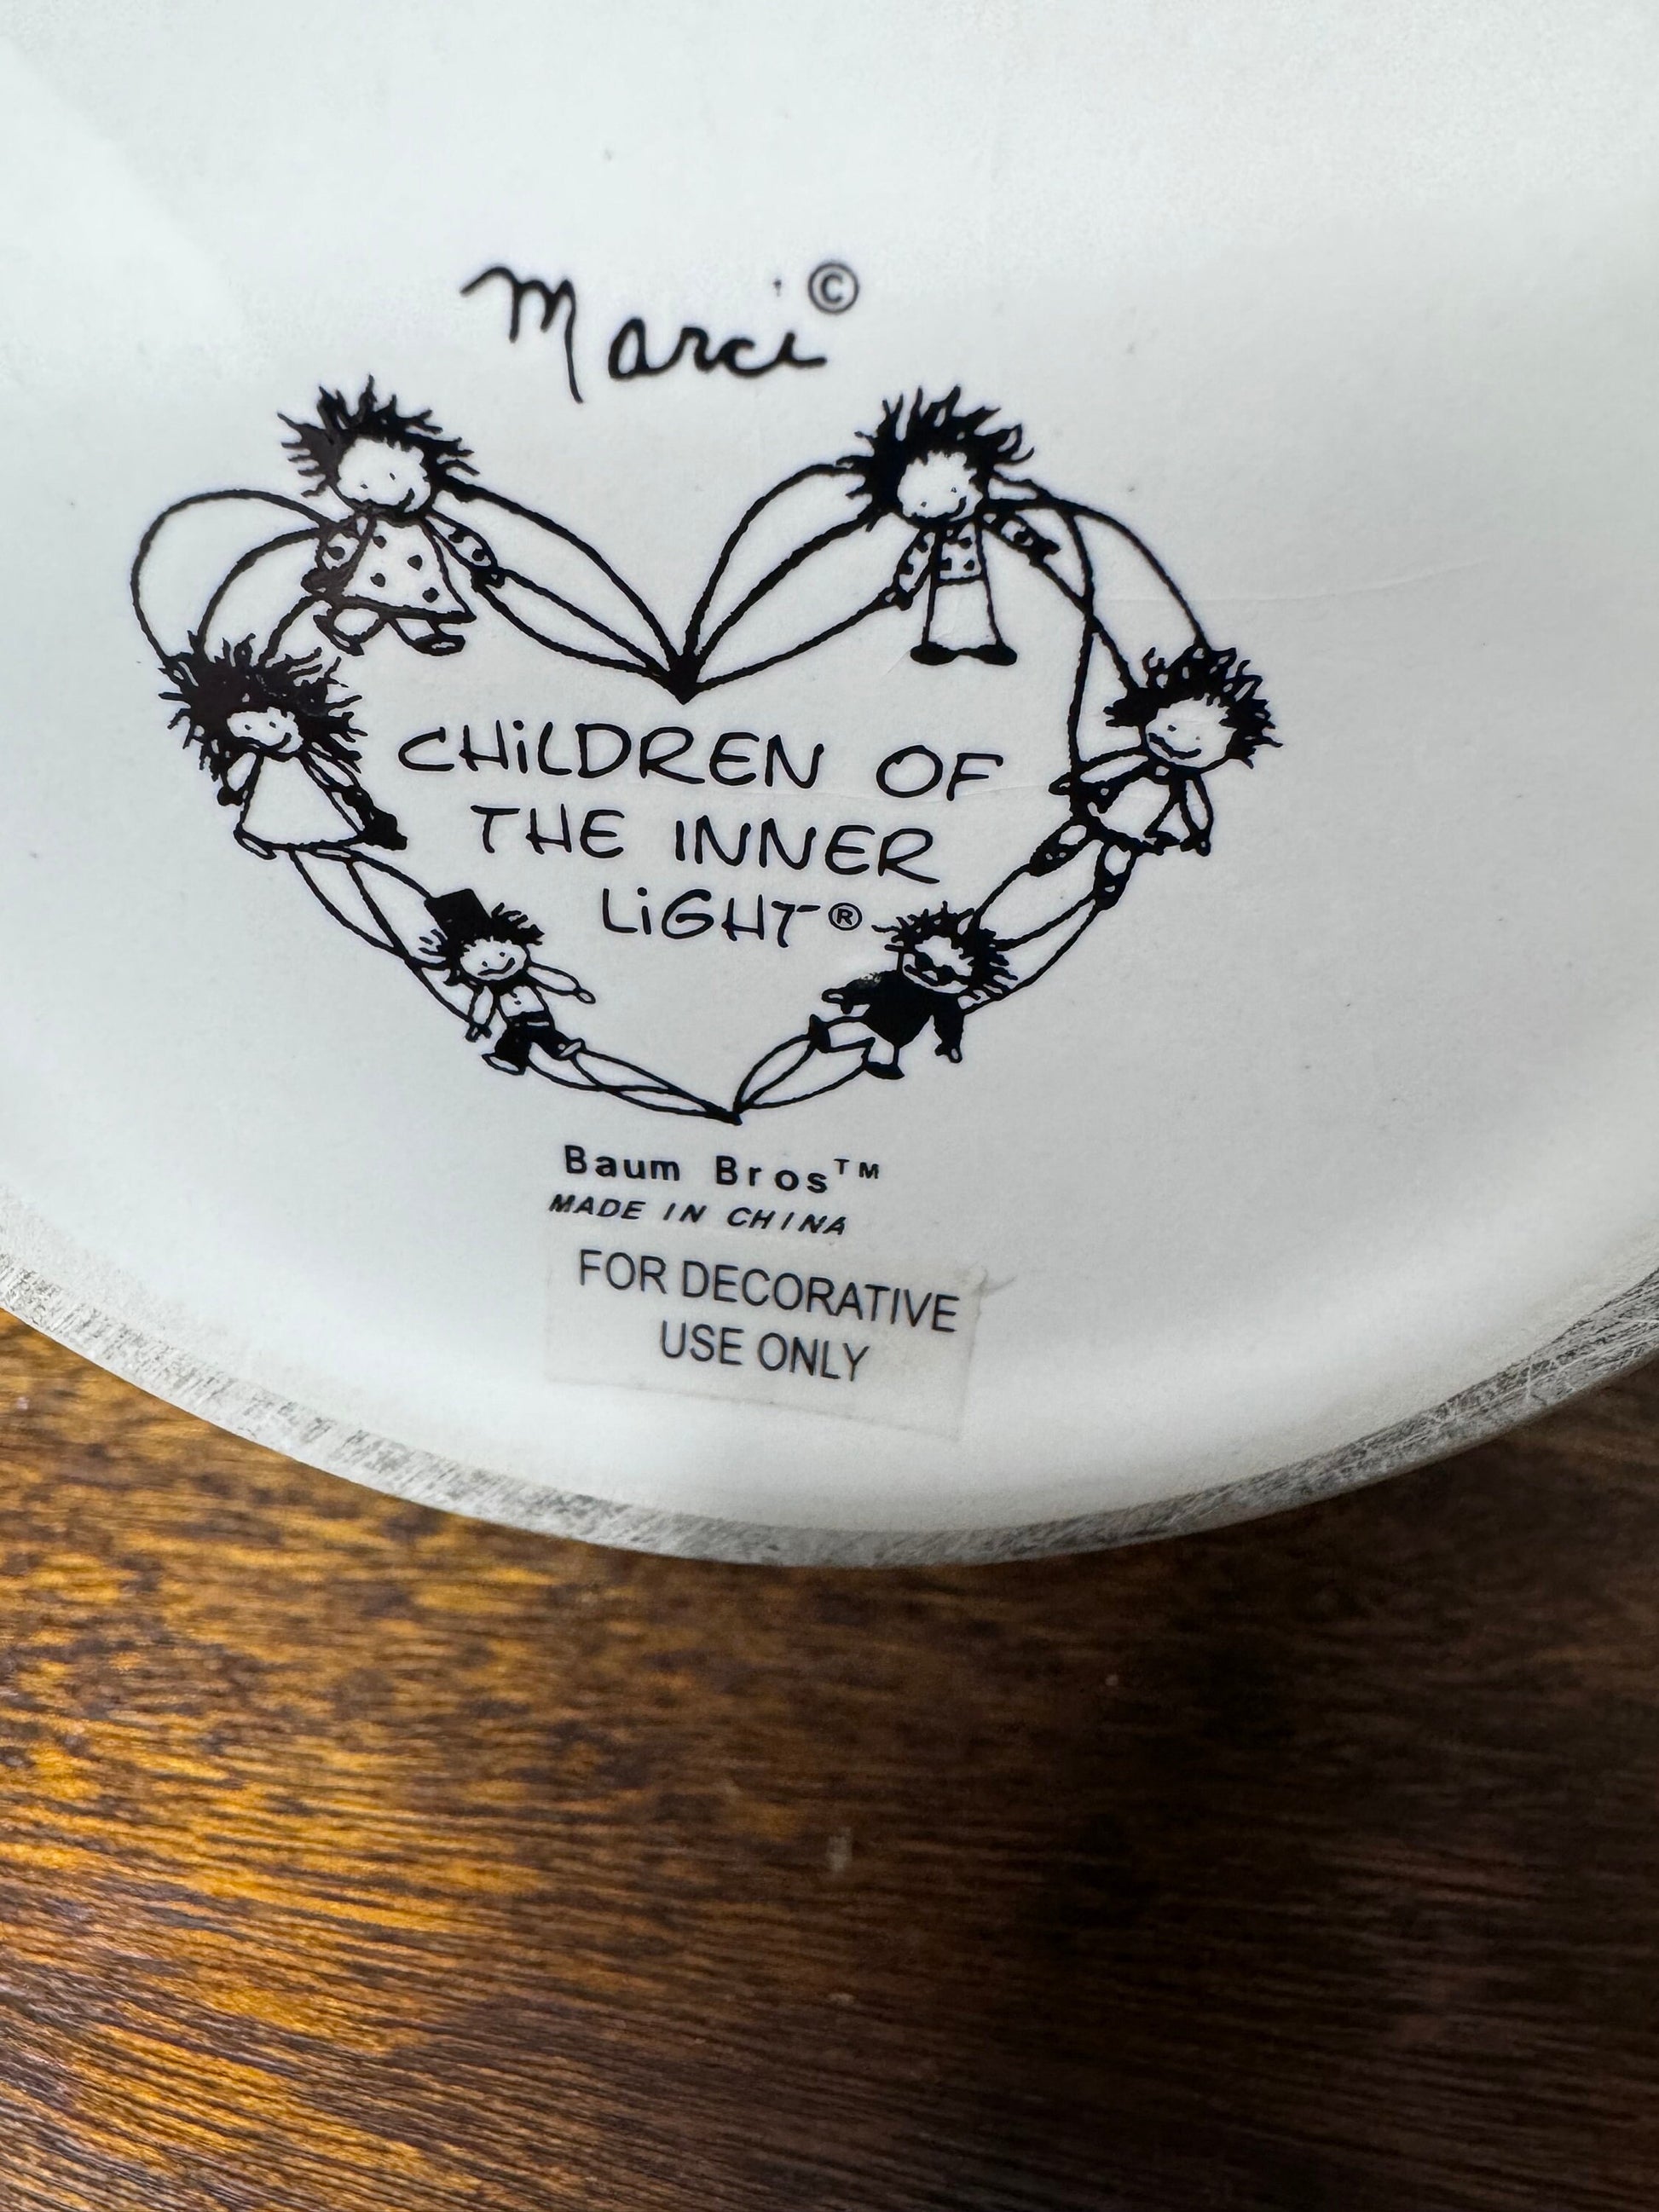 Marci©
CHiLDREN OF
THE INNER
LiGHT®
Baum Bros™
MADE IN CHINA
FOR DECORATIVE
USE ONLY